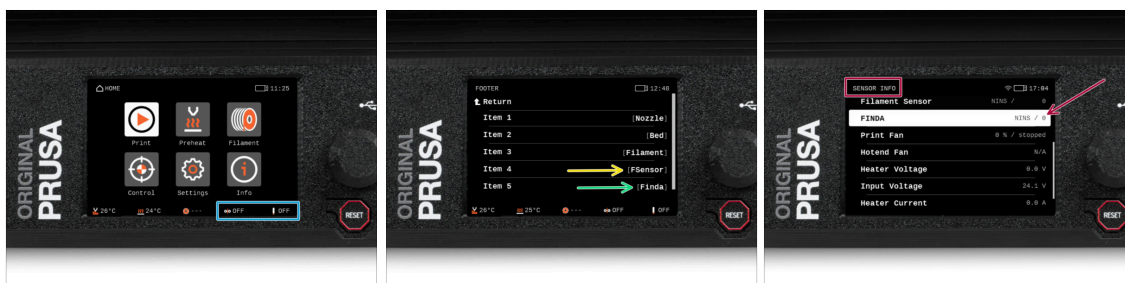 ORIGINAL
PRUSA
HOME
11:25
Print
Preheat
Filament
Control
Settings
Info
26°C
24°C
---
OFF
OFF
RESET
ORIGINAL
PRUSA
FOOTER
12:48
Return
Item 1 [Nozzle]
Item 2 [Bed]
Item 3 [Filament]
Item 4 [FSensor]
Item 5 [Finda]
26°C
25°C
---
OFF
OFF
RESET
ORIGINAL
PRUSA
SENSOR INFO
17:04
Filament Sensor NINS / 0
FINDA NINS / 0
Print Fan 0 % / stopped
Hotend Fan N/A
Heater Voltage 0.0 V
Input Voltage 24.1 V
Heater Current 0.0 A
RESET